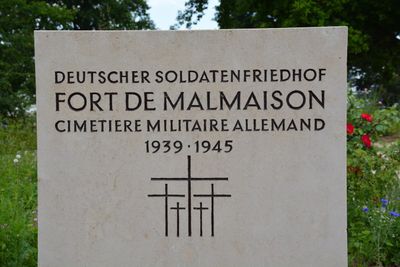 DEUTSCHER SOLDATENFRIEDHOF
FORT DE MALMAISON
CIMETIERE MILITAIRE ALLEMAND
1939 · 1945